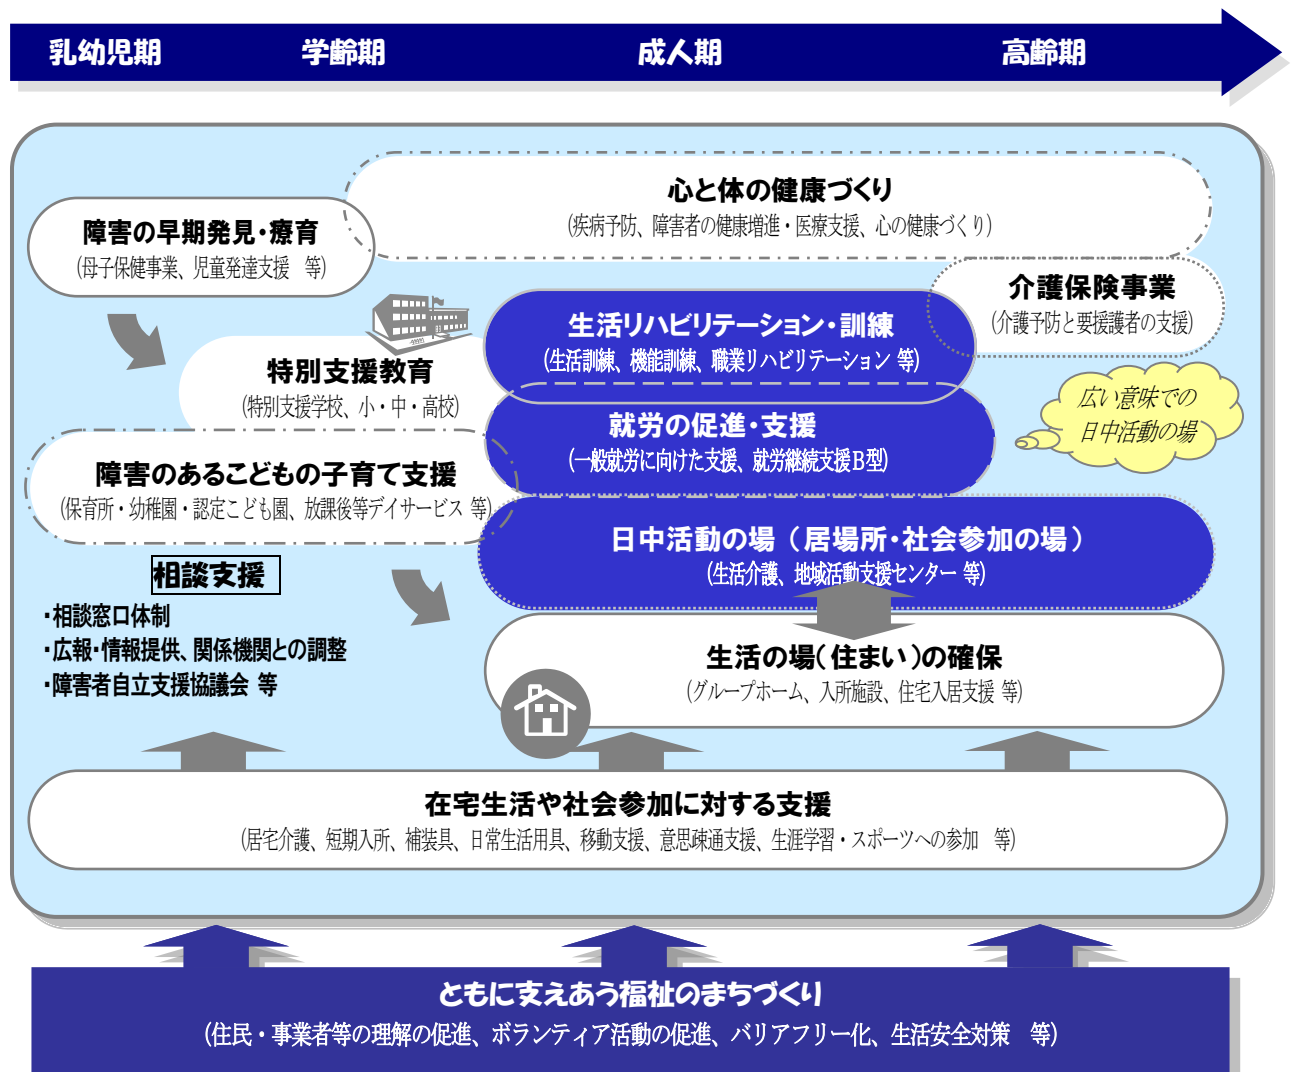 乳幼児期 学齢期 成人期 高齢期
心と体の健康づくり
(疾病予防、障害者の健康増進・医療支援、心の健康づくり)
障害の早期発見・療育
(母子保健事業、児童発達支援　等)
介護保険事業
(介護予防と要援護者の支援)
生活リハビリテーション・訓練
(生活訓練、機能訓練、職業リハビリテーション 等)
特別支援教育
(特別支援学校、小・中・高校)
広い意味での
日中活動の場
就労の促進・支援
(一般就労に向けた支援、就労継続支援B型)
障害のあるこどもの子育て支援
(保育所・幼稚園・認定こども園、放課後等デイサービス 等)
日中活動の場（居場所・社会参加の場）
(生活介護、地域活動支援センター 等)
相談支援
・相談窓口体制
・広報・情報提供、関係機関との調整
・障害者自立支援協議会 等
生活の場(住まい)の確保
(グループホーム、入所施設、住宅入居支援 等)
在宅生活や社会参加に対する支援
(居宅介護、短期入所、補装具、日常生活用具、移動支援、意思疎通支援、生涯学習・スポーツへの参加　等)
ともに支えあう福祉のまちづくり
(住民・事業者等の理解の促進、ボランティア活動の促進、バリアフリー化、生活安全対策　等)